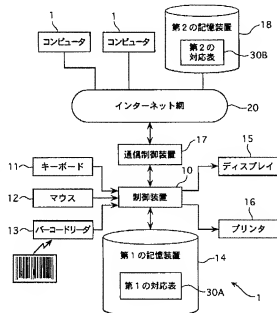 1
1
コンピュータ
コンピュータ
第2の記憶装置
第2の
対応表
18
30B
インターネット網
20
通信制御装置
17
10
制御装置
11
キーボード
12
マウス
13
バーコードリーダ
15
ディスプレイ
16
プリンタ
第1の記憶装置
14
第1の対応表
30A
1